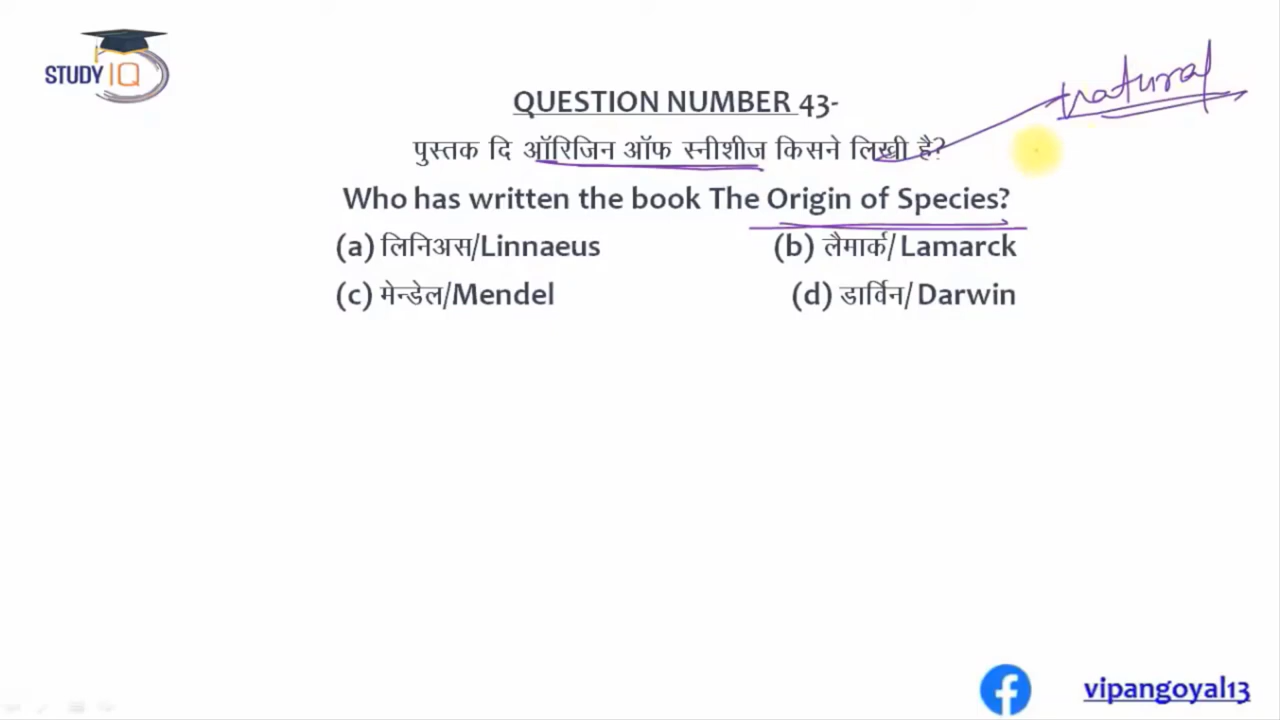 STUDY IQ
natural
QUESTION NUMBER 43-
पुस्तक दि ऑरिजिन ऑफ स्नीशीज किसने लिखी है?
Who has written the book The Origin of Species?
(a) लिनिअस/Linnaeus (b) लैमार्क/ Lamarck
(c) मेन्डेल/Mendel (d) डार्विन/ Darwin
vipangoyal13